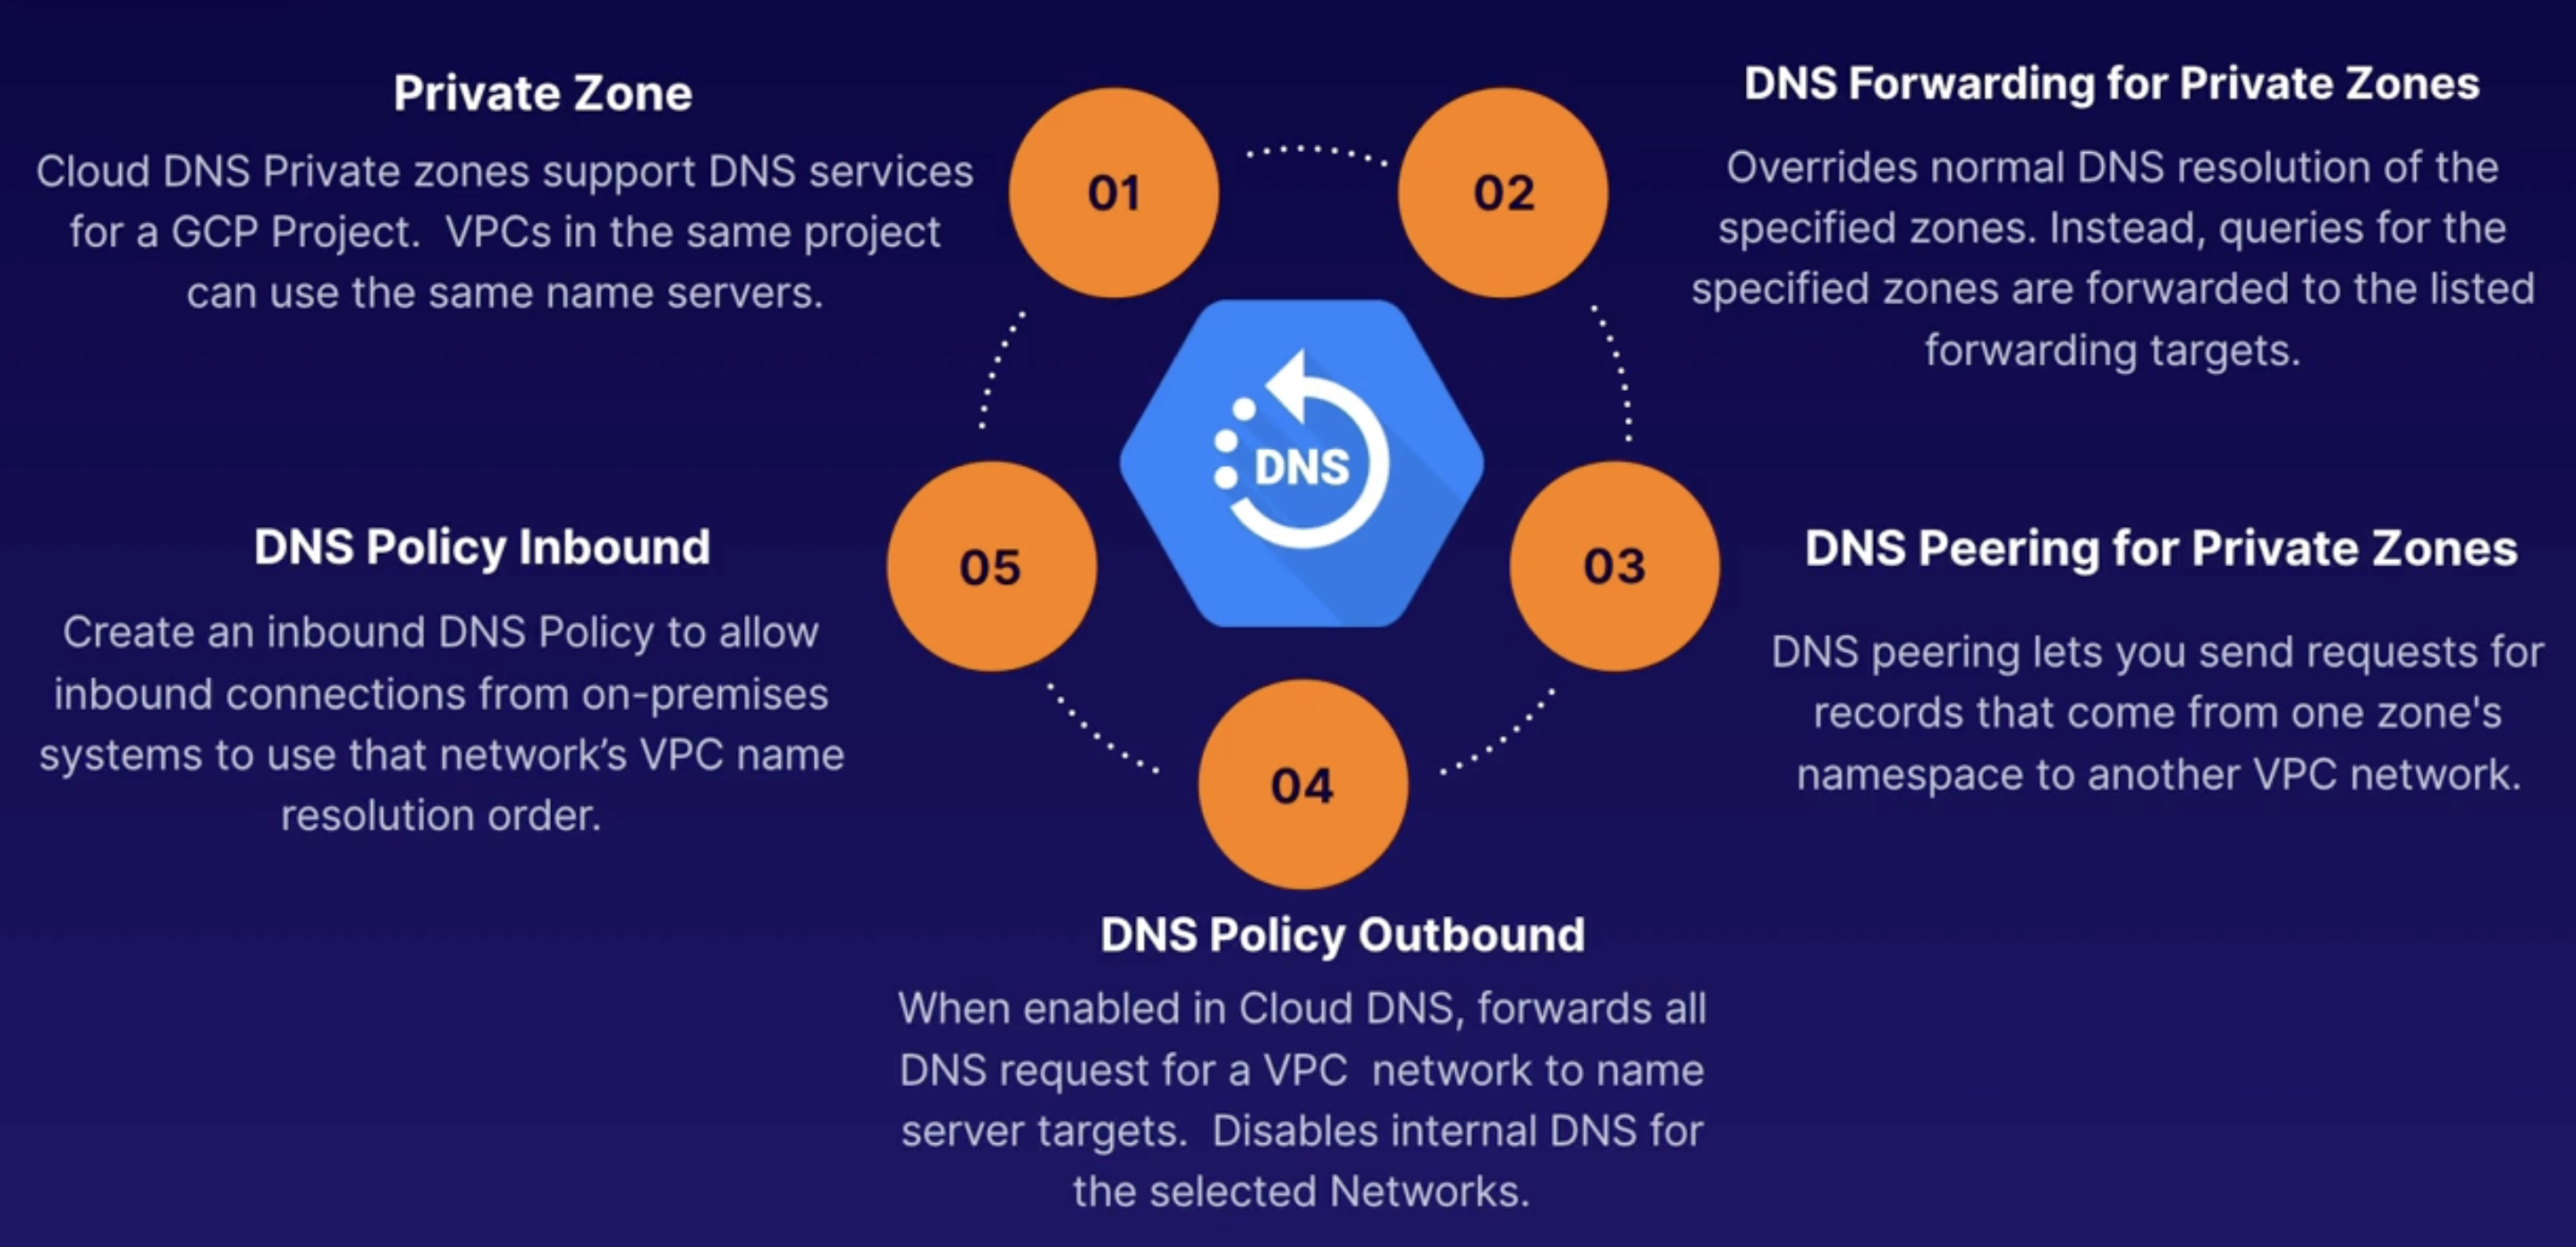 Private Zone
Cloud DNS Private zones support DNS services
for a GCP Project.  VPCs in the same project
can use the same name servers.
01
02
DNS Forwarding for Private Zones
Overrides normal DNS resolution of the
specified zones. Instead, queries for the
specified zones are forwarded to the listed
forwarding targets.
DNS
DNS Policy Inbound
Create an inbound DNS Policy to allow
inbound connections from on-premises
systems to use that network’s VPC name
resolution order.
05
03
DNS Peering for Private Zones
DNS peering lets you send requests for
records that come from one zone's
namespace to another VPC network.
04
DNS Policy Outbound
When enabled in Cloud DNS, forwards all
DNS request for a VPC  network to name
server targets.  Disables internal DNS for
the selected Networks.